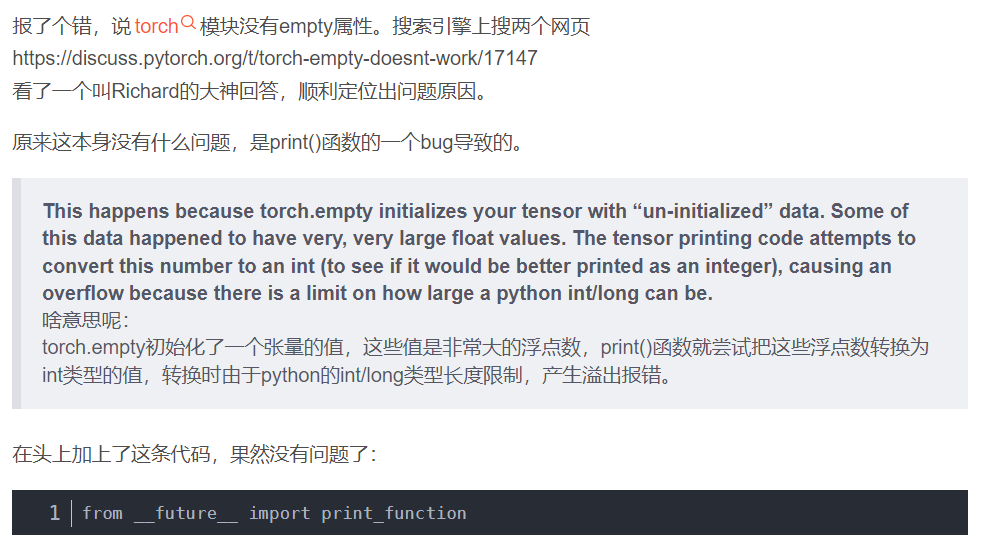 报了个错，说torch模块没有empty属性。搜索引擎上搜两个网页
https://discuss.pytorch.org/t/torch-empty-doesnt-work/17147
看了一个叫Richard的大神回答，顺利定位出问题原因。
原来这本身没有什么问题，是print()函数的一个bug导致的。
This happens because torch.empty initializes your tensor with “un-initialized” data. Some of
this data happened to have very, very large float values. The tensor printing code attempts to
convert this number to an int (to see if it would be better printed as an integer), causing an
overflow because there is a limit on how large a python int/long can be.
啥意思呢：
torch.empty初始化了一个张量的值，这些值是非常大的浮点数，print()函数就尝试把这些浮点数转换为
int类型的值，转换时由于python的int/long类型长度限制，产生溢出报错。
在头上加上了这条代码，果然没有问题了：
1 from __future__ import print_function